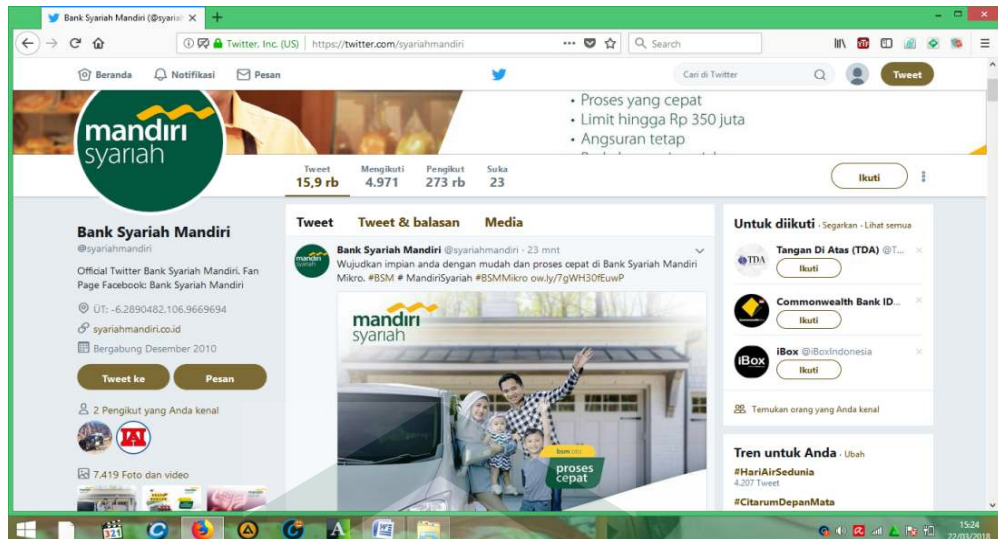 Bank Syariah Mandiri (@syariah
Twitter, Inc. (US)
https://twitter.com/syariahmandiri
Search
Beranda
Notifikasi
Pesan
Cari di Twitter
Tweet
mandiri
syariah
• Proses yang cepat
• Limit hingga Rp 350 juta
• Angsuran tetap
Tweet
15,9 rb
Mengikuti
4.971
Pengikut
273 rb
Suka
23
Ikuti
Bank Syariah Mandiri
@syariahmandiri
Official Twitter Bank Syariah Mandiri. Fan
Page Facebook: Bank Syariah Mandiri
ÜT: -6.2890482,106.9669694
syariahmandiri.co.id
Bergabung Desember 2010
Tweet ke
Pesan
2 Pengikut yang Anda kenal
7.419 Foto dan video
Tweet
Tweet & balasan
Media
Bank Syariah Mandiri @syariahmandiri · 23 mnt
Wujudkan impian anda dengan mudah dan proses cepat di Bank Syariah Mandiri
Mikro. #BSM # MandiriSyariah #BSMMikro ow.ly/7gWH30fEuwP
mandiri
syariah
bsm oto
proses
cepat
Untuk diikuti · Segarkan · Lihat semua
TDA
Tangan Di Atas (TDA) @T...
Ikuti
Commonwealth Bank ID...
Ikuti
iBox
iBox @iBoxIndonesia
Ikuti
Temukan orang yang Anda kenal
Tren untuk Anda · Ubah
#HariAirSedunia
4.207 Tweet
#CitarumDepanMata
321
15:24
22/03/2018